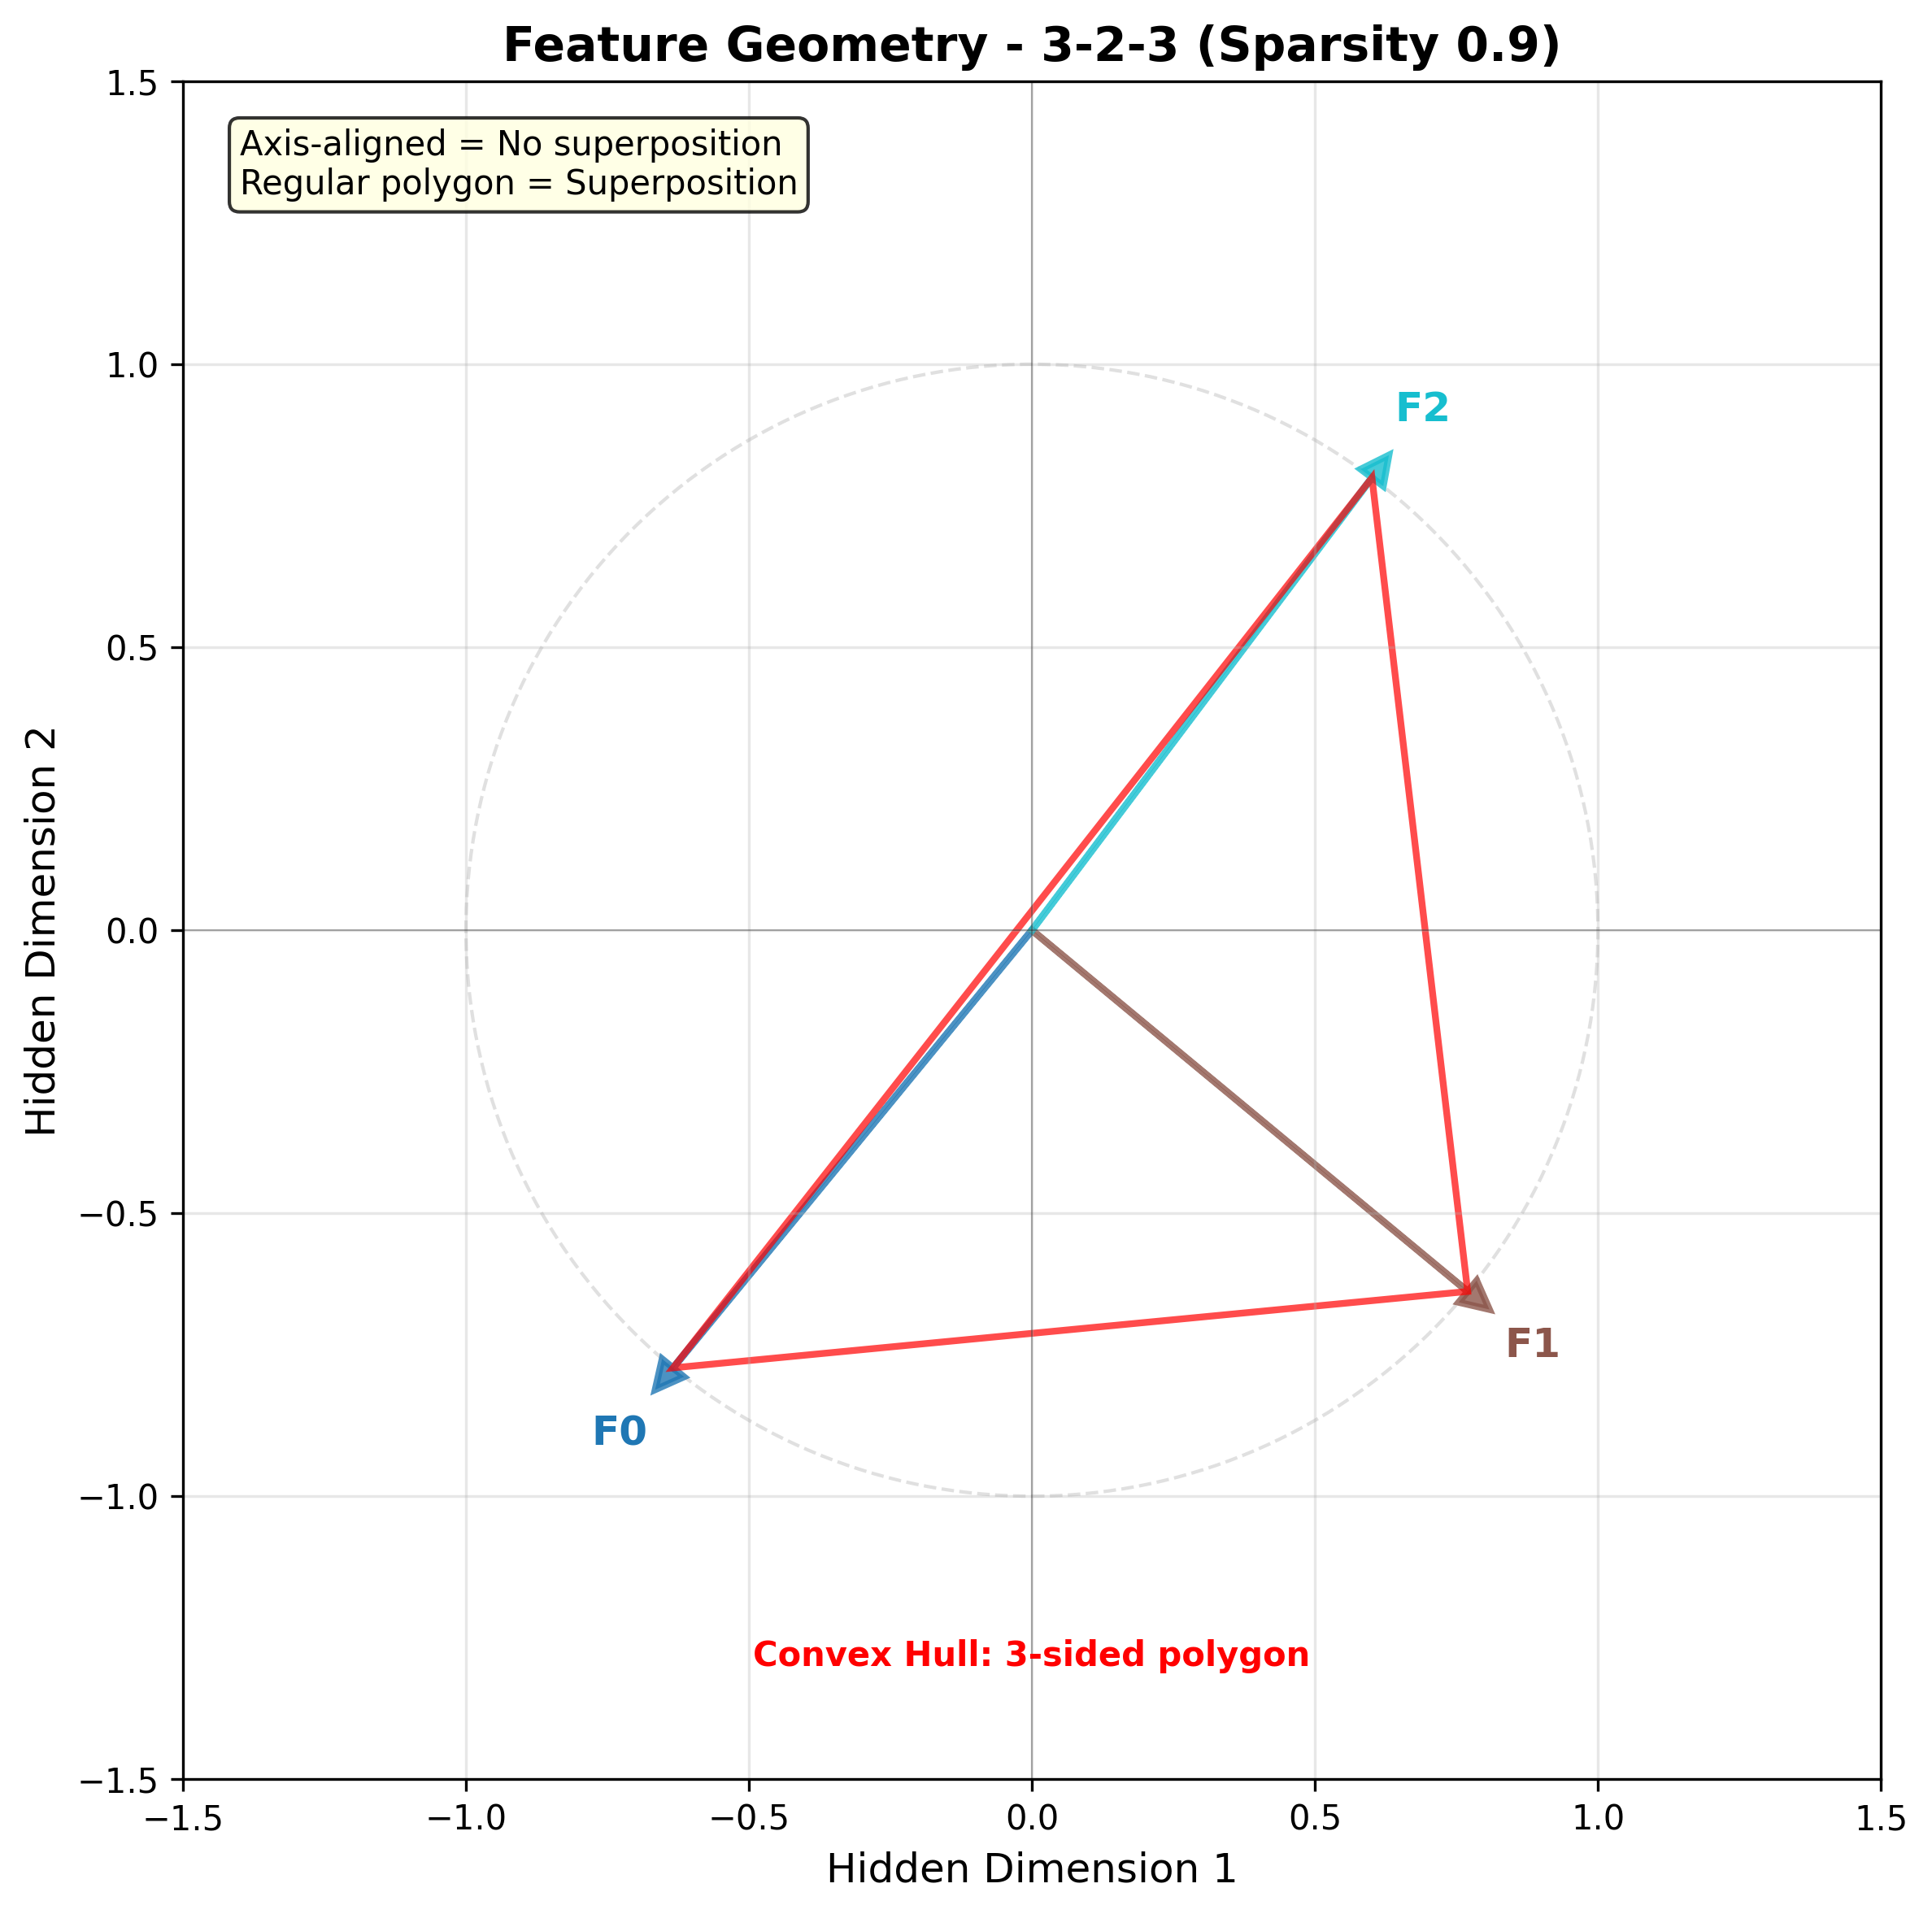 Feature Geometry - 3-2-3 (Sparsity 0.9)
Axis-aligned = No superposition
Regular polygon = Superposition
1.5
1.0
0.5
0.0
−0.5
−1.0
−1.5
Hidden Dimension 2
F2
F1
F0
Convex Hull: 3-sided polygon
−1.5 −1.0 −0.5 0.0 0.5 1.0 1.5
Hidden Dimension 1